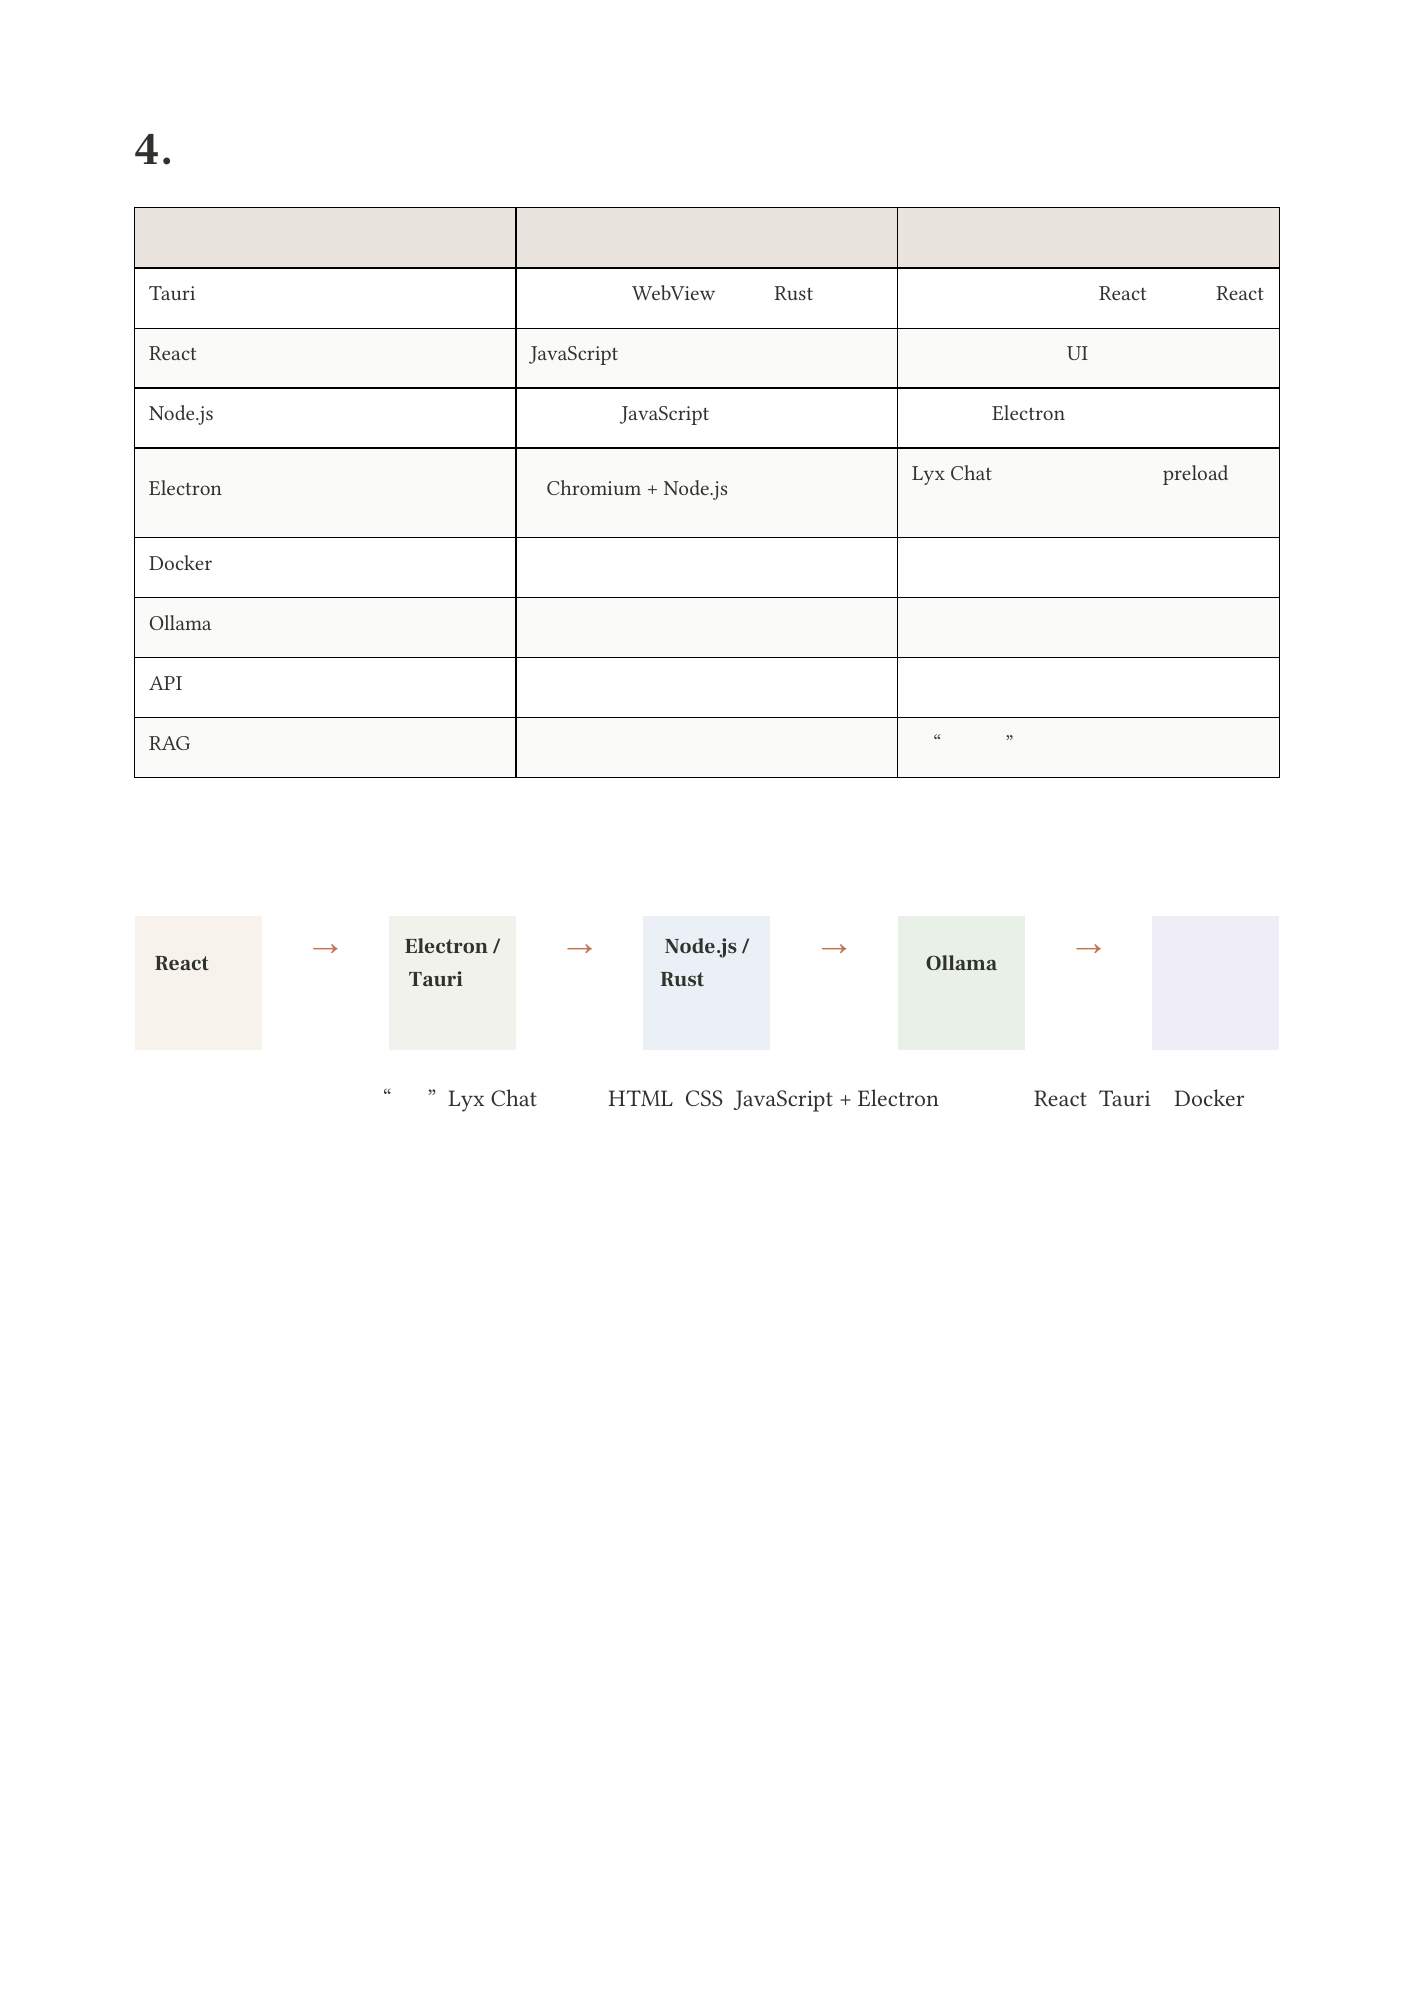 4.
Tauri WebView Rust React React
React JavaScript UI
Node.js JavaScript Electron
Electron Chromium + Node.js Lyx Chat preload
Docker
Ollama
API
RAG “ ”
React → Electron / Tauri → Node.js / Rust → Ollama →
“ ” Lyx Chat HTML CSS JavaScript + Electron React Tauri Docker